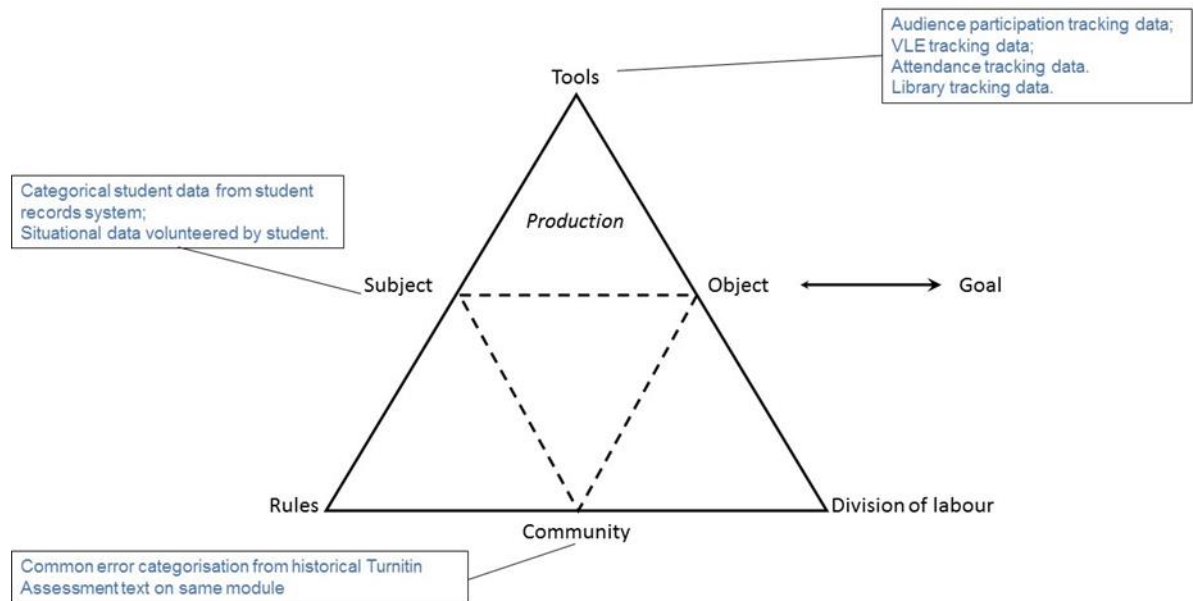 Audience participation tracking data;
VLE tracking data;
Attendance tracking data.
Library tracking data.
Tools
Categorical student data from student
records system;
Situational data volunteered by student.
Production
Subject
Object
Goal
Rules
Division of labour
Community
Common error categorisation from historical Turnitin
Assessment text on same module